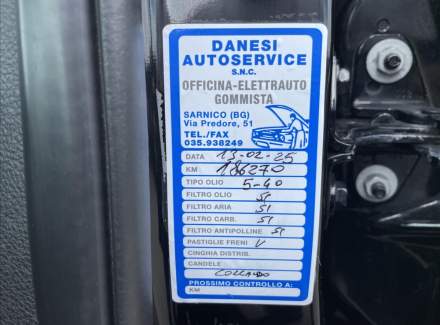 DANESI
AUTOSERVICE
S.N.C.
OFFICINA-ELETTRAUTO
GOMMISTA
SARNICO (BG)
Via Predore, 51
TEL./FAX
035.938249
DATA 13-02-25
KM 186270
TIPO OLIO 5-40
FILTRO OLIO SI
FILTRO ARIA SI
FILTRO CARB. SI
FILTRO ANTIPOLLINE SI
PASTIGLIE FRENI V
CINGHIA DISTRIB.
CANDELE
PROSSIMO CONTROLLO A:
KM